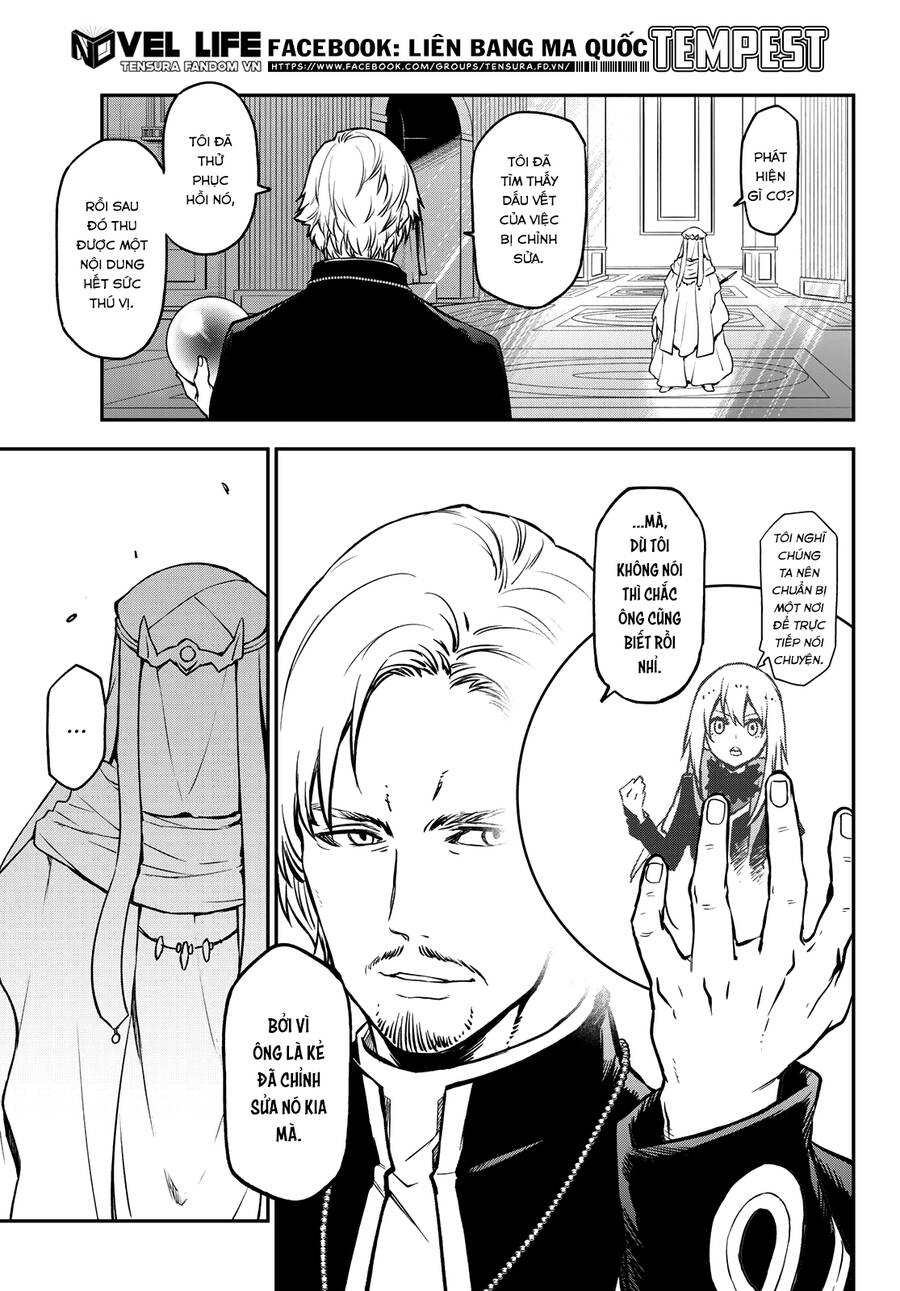 NOVEL LIFE
TENSURA FANDOM VN
FACEBOOK: LIÊN BANG MA QUỐC
HTTPS://WWW.FACEBOOK.COM/GROUPS/TENSURA.FD.VN/
TEMPEST
PHÁT
HIỆN
GÌ CƠ?
TÔI ĐÃ
TÌM THẤY
DẤU VẾT
CỦA VIỆC
BỊ CHỈNH
SỬA.
TÔI ĐÃ
THỬ
PHỤC
HỒI NÓ,
RỒI SAU
ĐÓ THU
ĐƯỢC MỘT
NỘI DUNG
HẾT SỨC
THÚ VỊ.
TÔI NGHĨ
CHÚNG
TA NÊN
CHUẨN BỊ
MỘT NƠI
ĐỂ TRỰC
TIẾP NÓI
CHUYỆN.
...MÀ,
DÙ TÔI
KHÔNG NÓI
THÌ CHẮC
ÔNG CŨNG
BIẾT RỒI
NHỈ.
BỞI VÌ
ÔNG LÀ KẺ
ĐÃ CHỈNH
SỬA NÓ KIA
MÀ.
...